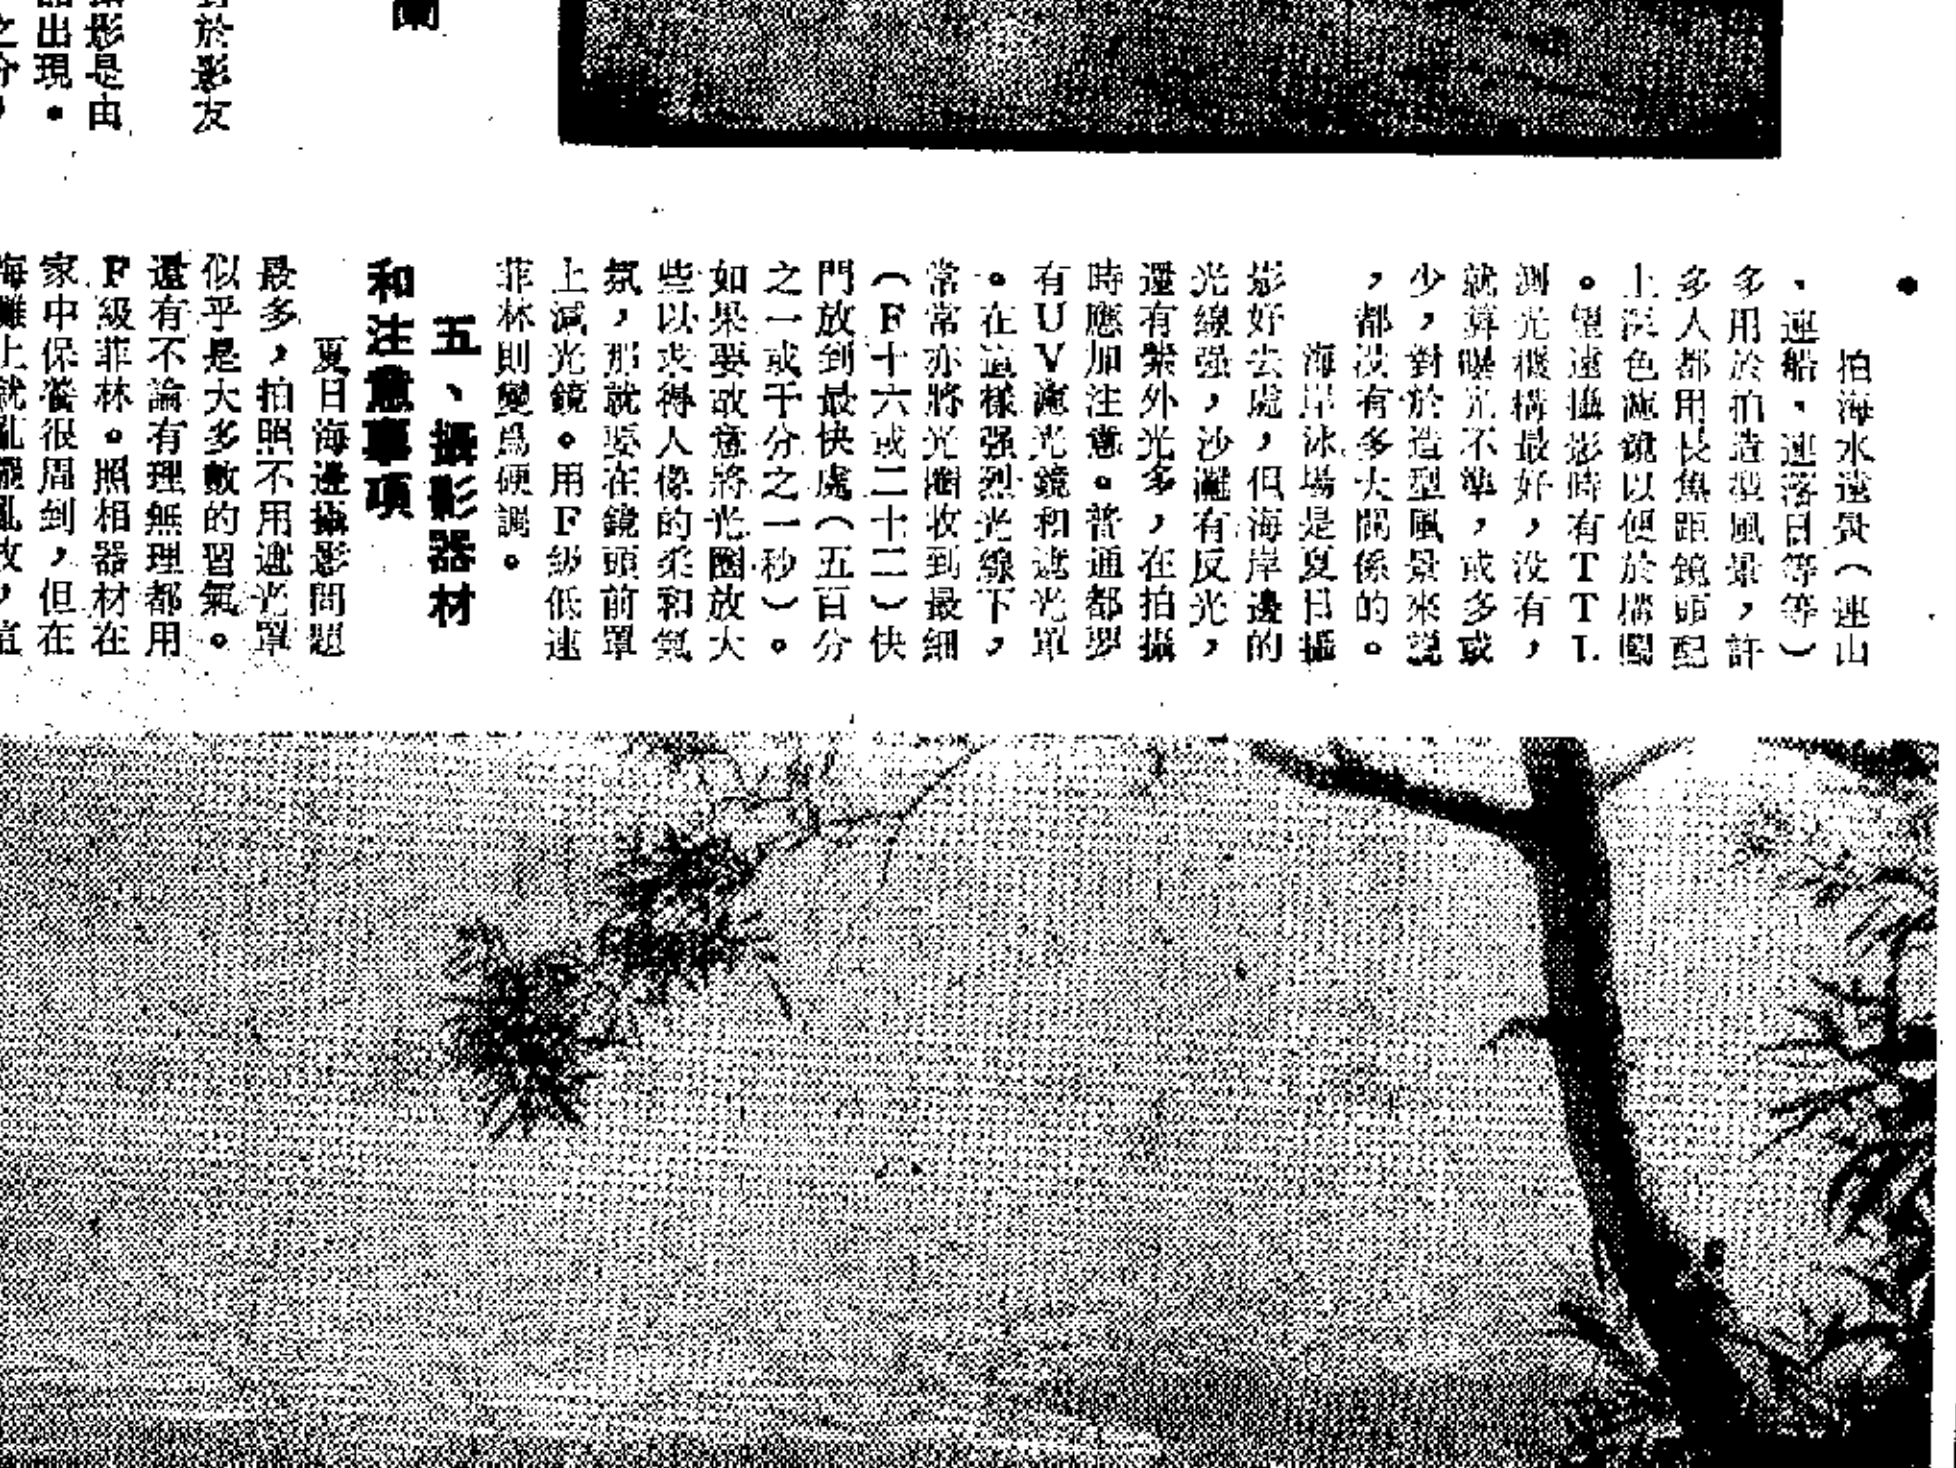 蘭
對於影友
攝影是由
品出現。
之分，
。
拍海水遠景（連山
、連船、連落日等等）
多用於拍造型風景，許
多人都用長魚距鏡頭配
上深色濾鏡以便於構圖
。望遠攝影時有TTL
測光機構最好，沒有，
就算曝光不準，或多或
少，對於造型風景來說
，都沒有多大關係的。
海岸泳場是夏日攝
影好去處，但海岸邊的
光線强，沙灘有反光，
還有紫外光多，在拍攝
時應加注意。普通都要
有UV濾光鏡和遮光罩
。在這樣强烈光線下，
常常亦將光圈收到最細
（F十六或二十二）快
門放到最快處（五百分
之一或千分之一秒）。
如果要故意將光圈放大
些以求得人像的柔和氣
氛，那就要在鏡頭前罩
上減光鏡。用F級低速
菲林則變爲硬調。
五、攝影器材
和注意事項
夏日海邊攝影問題
最多，拍照不用遮光罩
似乎是大多數的習氣。
還有不論有理無理都用
F級菲林。照相器材在
家中保養很周到，但在
海灘上就亂擺亂放，這